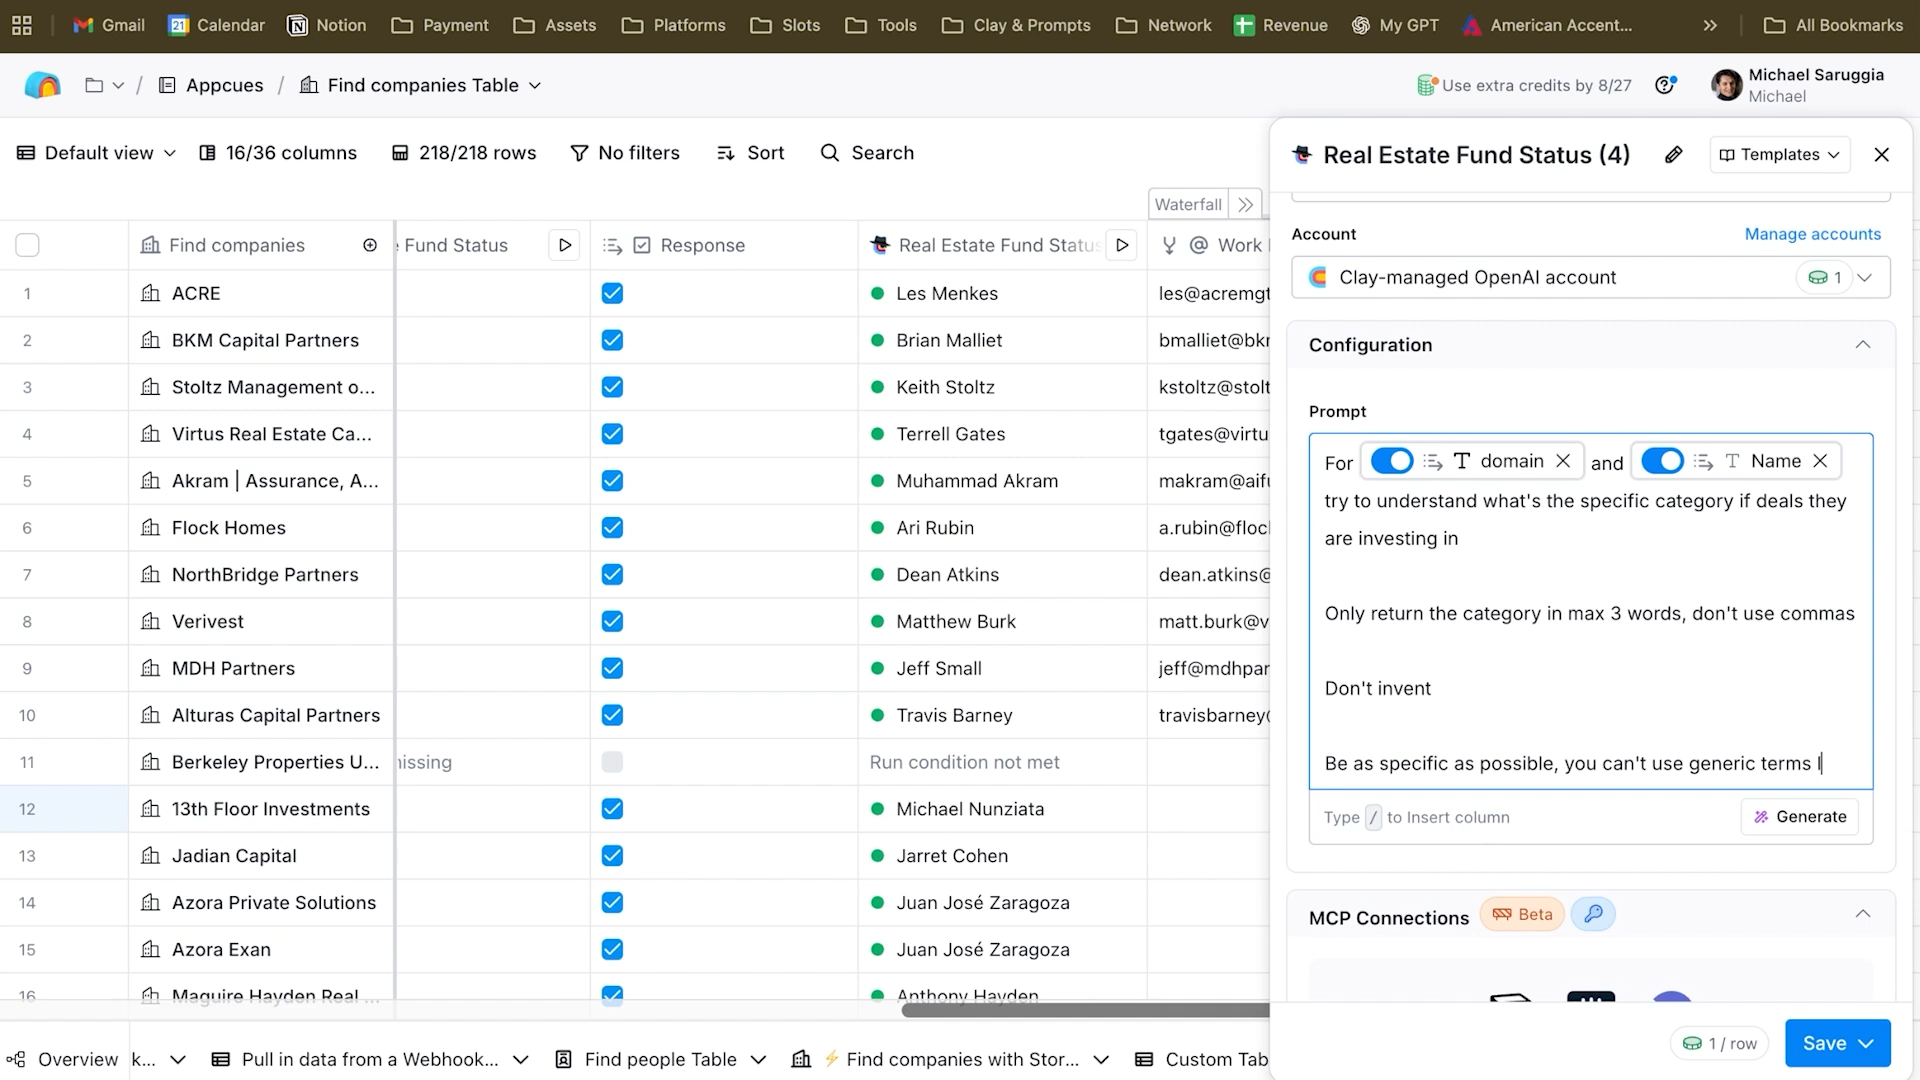 Gmail
31 Calendar
Notion
Payment
Assets
Platforms
Slots
Tools
Clay & Prompts
Network
Revenue
My GPT
American Accent...
All Bookmarks
/ Appcues / Find companies Table
Use extra credits by 8/27
Michael Saruggia
Michael
Default view
16/36 columns
218/218 rows
No filters
Sort
Search
Waterfall
Find companies Fund Status Response Real Estate Fund Status @ Work
1 ACRE Les Menkes les@acremgt
2 BKM Capital Partners Brian Malliet bmalliet@bkr
3 Stoltz Management o... Keith Stoltz kstoltz@stolt
4 Virtus Real Estate Ca... Terrell Gates tgates@virtu
5 Akram | Assurance, A... Muhammad Akram makram@aifu
6 Flock Homes Ari Rubin a.rubin@floc
7 NorthBridge Partners Dean Atkins dean.atkins@
8 Verivest Matthew Burk matt.burk@v
9 MDH Partners Jeff Small jeff@mdhpar
10 Alturas Capital Partners Travis Barney travisbarney
11 Berkeley Properties U... nissing Run condition not met
12 13th Floor Investments Michael Nunziata
13 Jadian Capital Jarret Cohen
14 Azora Private Solutions Juan José Zaragoza
15 Azora Exan Juan José Zaragoza
16 Maguire Hayden Real ... Anthony Hayden
Overview
k...
Pull in data from a Webhook...
Find people Table
Find companies with Stor...
Custom Tab
Real Estate Fund Status (4)
Templates
Account
Manage accounts
Clay-managed OpenAI account
1
Configuration
Prompt
For T domain and T Name
try to understand what's the specific category if deals they
are investing in
Only return the category in max 3 words, don't use commas
Don't invent
Be as specific as possible, you can't use generic terms l
Type / to Insert column
Generate
MCP Connections
Beta
1 / row
Save